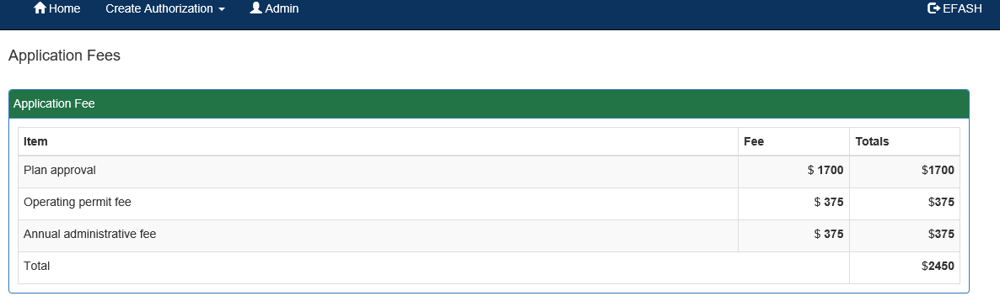 Home Create Authorization Admin EFASH
Application Fees
Application Fee
Item Fee Totals
Plan approval $ 1700 $1700
Operating permit fee $ 375 $375
Annual administrative fee $ 375 $375
Total $2450